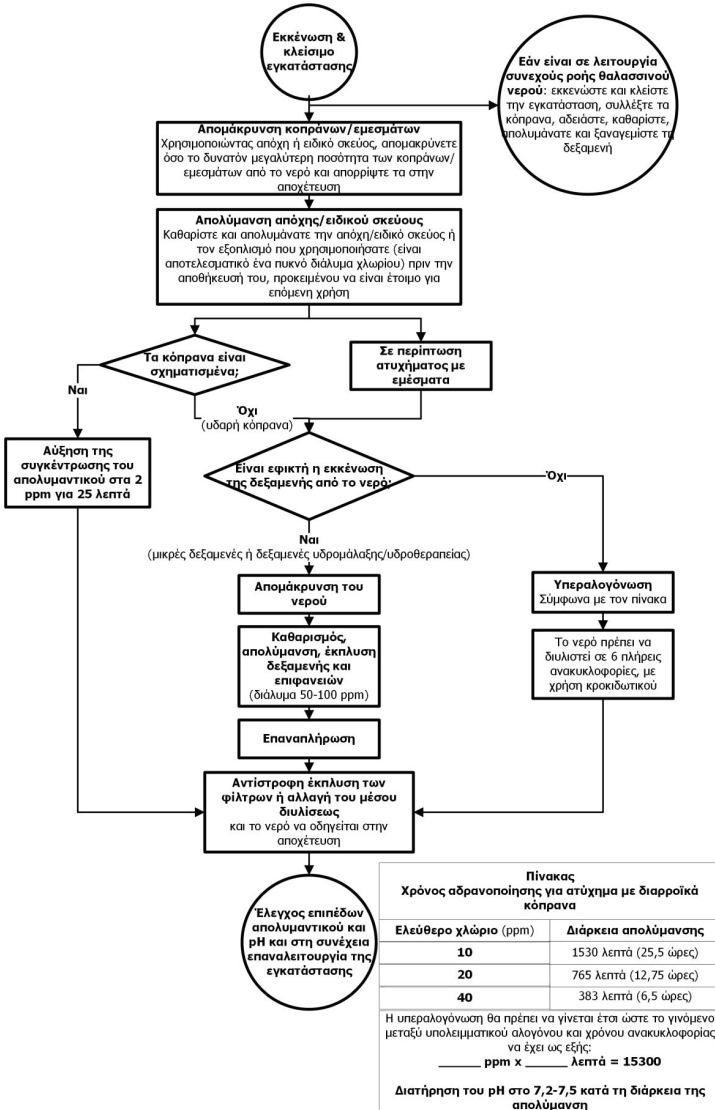 Εκκένωση &
κλείσιμο
εγκατάστασης
Εάν είναι σε λειτουργία
συνεχούς ροής θαλασσινού
νερού: εκκενώστε και κλείστε
την εγκατάσταση, συλλέξτε τα
κόπρανα, αδειάστε, καθαρίστε,
απολυμάνατε και ξαναγεμίστε τη
δεξαμενή
Απομάκρυνση κοπράνων/εμεσμάτων
Χρησιμοποιώντας απόχη ή ειδικό σκεύος, απομακρύνετε
όσο το δυνατόν μεγαλύτερη ποσότητα των κοπράνων/
εμεσμάτων από το νερό και απορρίψτε τα στην
αποχέτευση
Απολύμανση απόχης/ειδικού σκεύους
Καθαρίστε και απολυμάνατε την απόχη/ειδικό σκεύος ή
τον εξοπλισμό που χρησιμοποιήσατε (είναι
αποτελεσματικό ένα πυκνό διάλυμα χλωρίου) πριν την
αποθήκευσή του, προκειμένου να είναι έτοιμο για
επόμενη χρήση
Τα κόπρανα είναι
σχηματισμένα;
Σε περίπτωση
ατυχήματος με
εμέσματα
Ναι
Όχι
(υδαρή κόπρανα)
Αύξηση της
συγκέντρωσης του
απολυμαντικού στα 2
ppm για 25 λεπτά
Είναι εφικτή η εκκένωση
της δεξαμενής από το νερό;
Όχι
Ναι
(μικρές δεξαμενές ή δεξαμενές υδρομάλαξης/υδροθεραπείας)
Απομάκρυνση του
νερού
Υπεραλογόνωση
Σύμφωνα με τον πίνακα
Καθαρισμός,
απολύμανση, έκπλυση
δεξαμενής και
επιφανειών
(διάλυμα 50-100 ppm)
Το νερό πρέπει να
διυλιστεί σε 6 πλήρεις
ανακυκλοφορίες, με
χρήση κροκιδωτικού
Επαναπλήρωση
Αντίστροφη έκπλυση των
φίλτρων ή αλλαγή του μέσου
διυλίσεως
και το νερό να οδηγείται στην
αποχέτευση
Έλεγχος επιπέδων
απολυμαντικού και
pH και στη συνέχεια
επαναλειτουργία της
εγκατάστασης
Πίνακας
Χρόνος αδρανοποίησης για ατύχημα με διαρροϊκά
κόπρανα
Ελεύθερο χλώριο (ppm) Διάρκεια απολύμανσης
10 1530 λεπτά (25,5 ώρες)
20 765 λεπτά (12,75 ώρες)
40 383 λεπτά (6,5 ώρες)
Η υπεραλογόνωση θα πρέπει να γίνεται έτσι ώστε το γινόμενο
μεταξύ υπολειμματικού αλογόνου και χρόνου ανακυκλοφορίας
να έχει ως εξής:
______ ppm x ______ λεπτά = 15300
Διατήρηση του pH στο 7,2-7,5 κατά τη διάρκεια της
απολύμανση